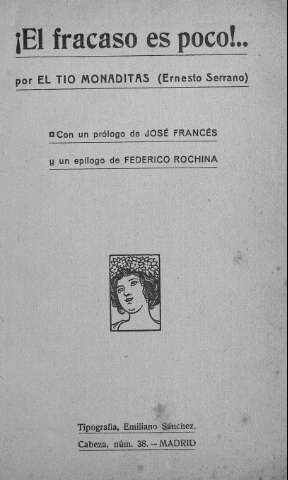 ¡El fracaso es poco!..
por EL TIO MONADITAS (Ernesto Serrano)
Con un prólogo de JOSÉ FRANCÉS
y un epílogo de FEDERICO ROCHINA
Tipografía, Emiliano Sánchez,
Cabeza, núm. 38.—MADRID